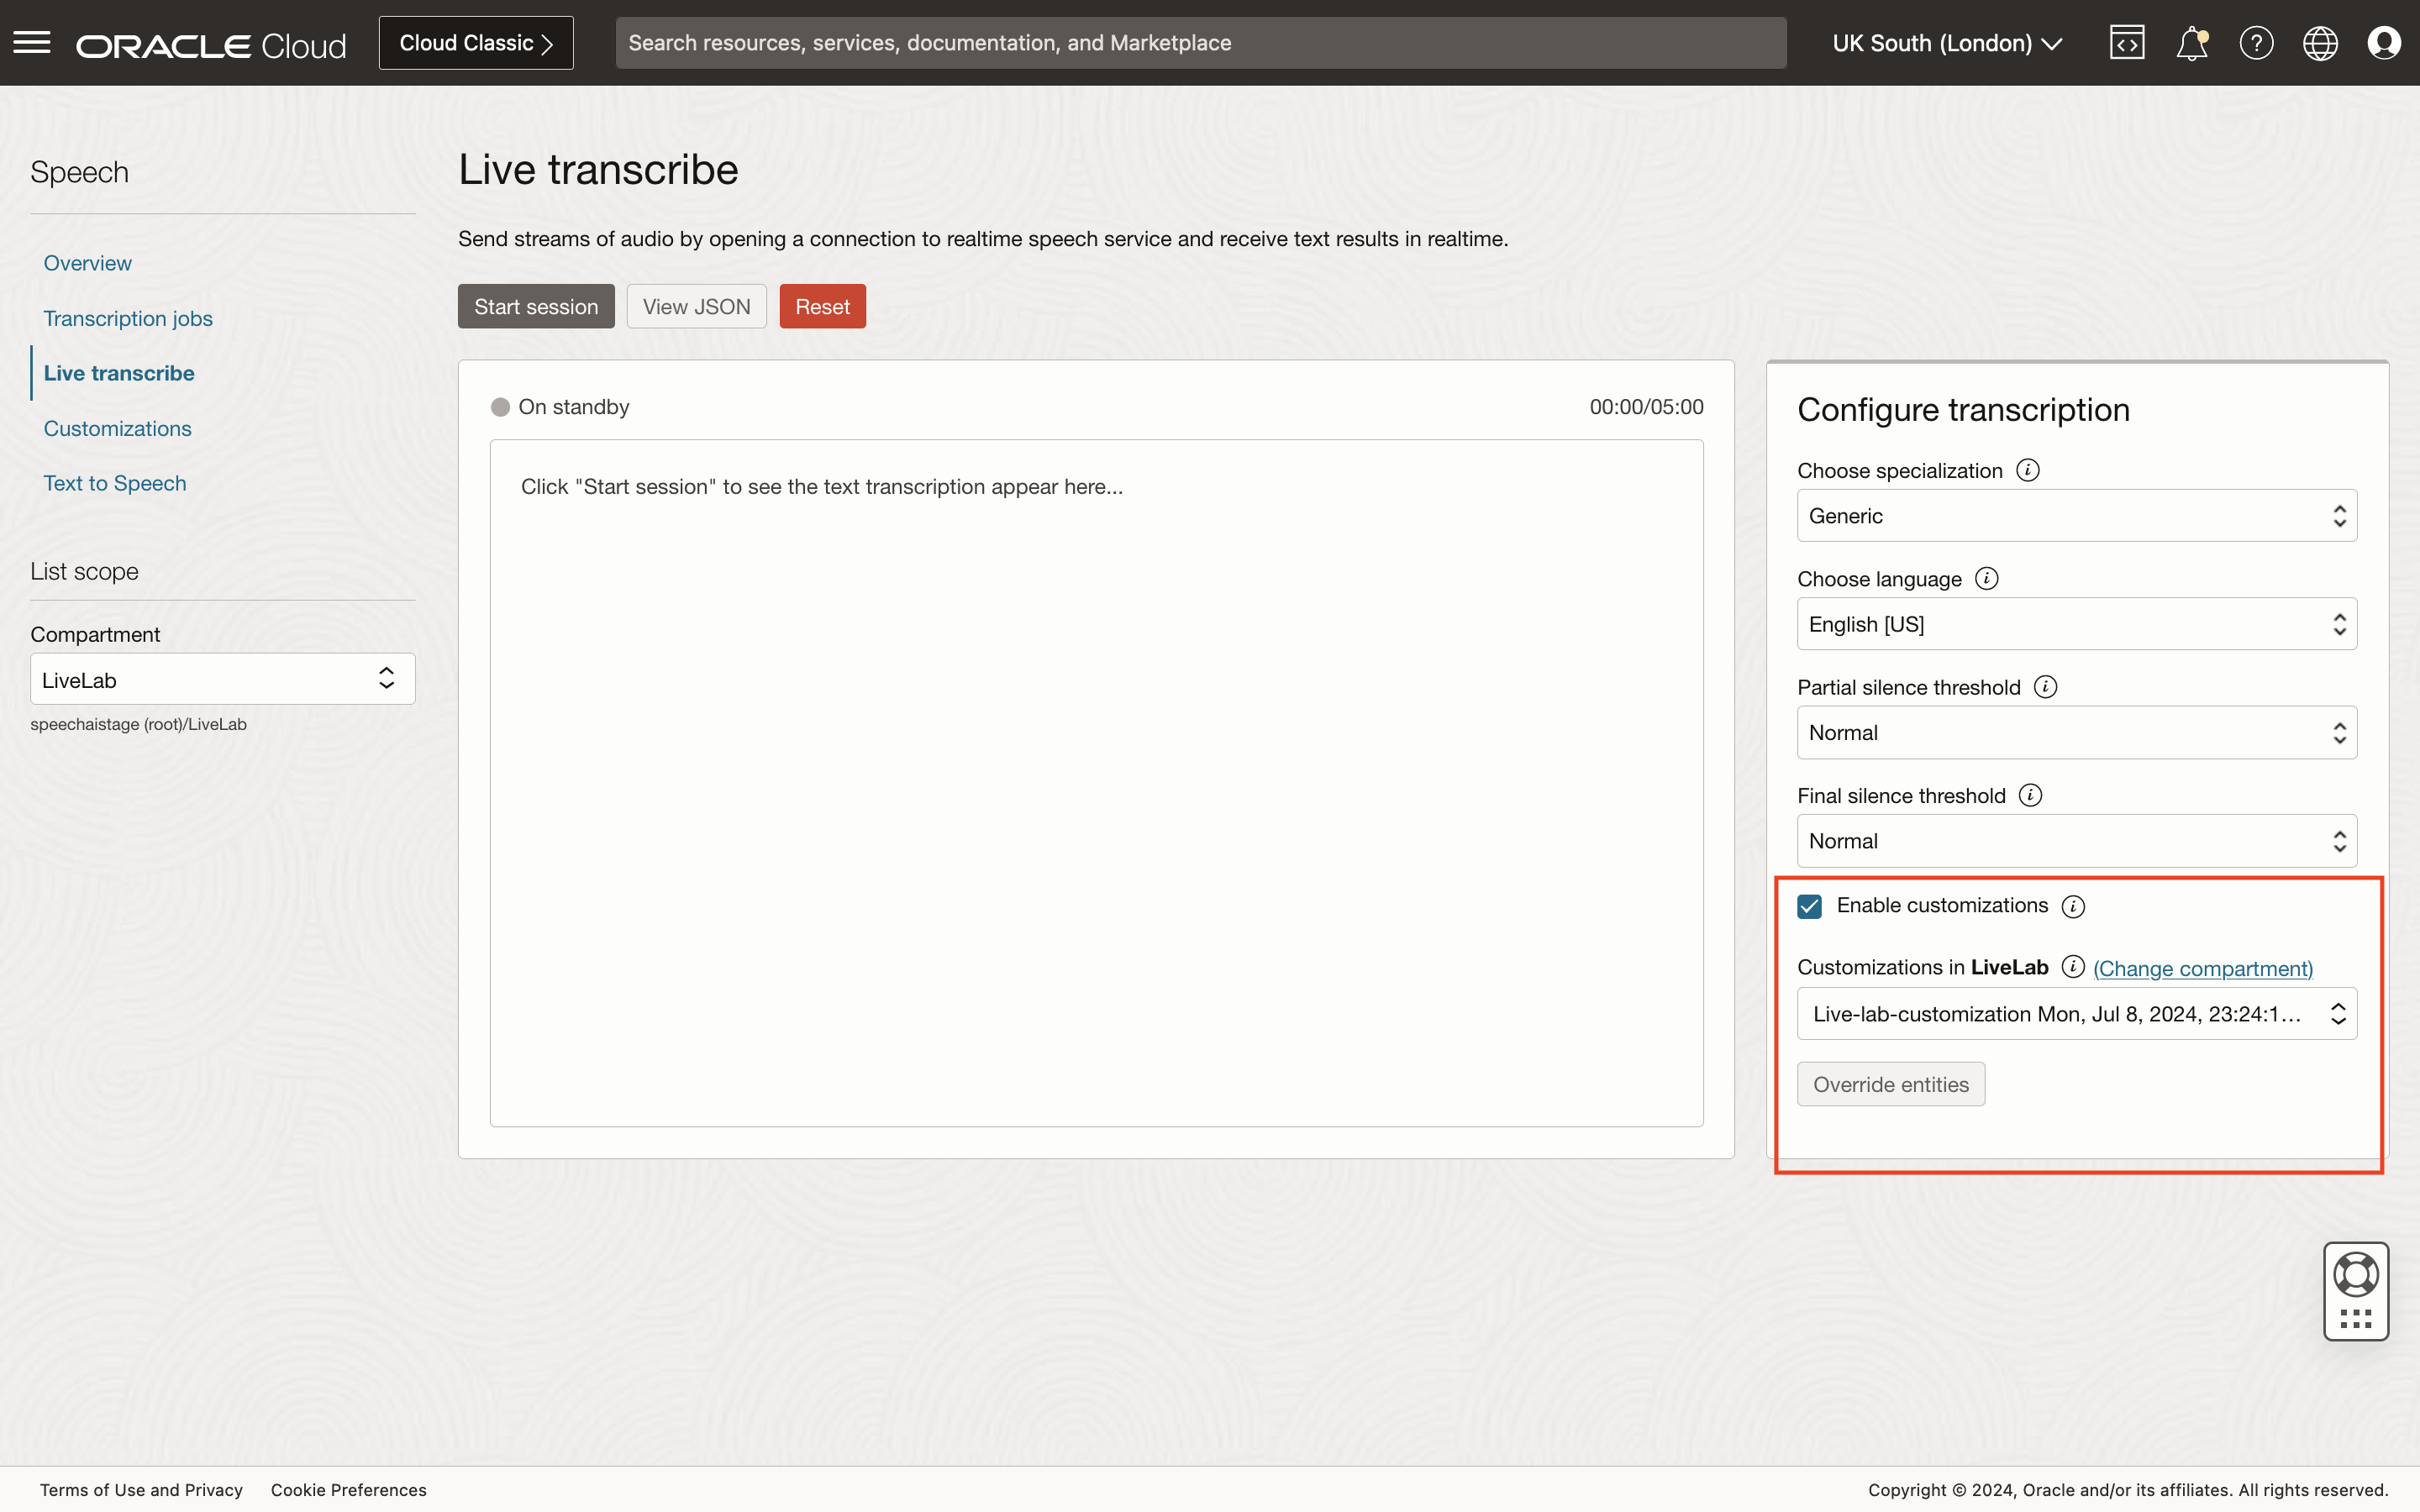 ORACLE Cloud
Cloud Classic
Search resources, services, documentation, and Marketplace
UK South (London)
Speech
Overview
Transcription jobs
Live transcribe
Customizations
Text to Speech
List scope
Compartment
LiveLab
speechaistage (root)/LiveLab
Live transcribe
Send streams of audio by opening a connection to realtime speech service and receive text results in realtime.
Start session
View JSON
Reset
On standby
00:00/05:00
Click "Start session" to see the text transcription appear here...
Configure transcription
Choose specialization
Generic
Choose language
English [US]
Partial silence threshold
Normal
Final silence threshold
Normal
Enable customizations
Customizations in LiveLab (Change compartment)
Live-lab-customization Mon, Jul 8, 2024, 23:24:1...
Override entities
Terms of Use and Privacy
Cookie Preferences
Copyright © 2024, Oracle and/or its affiliates. All rights reserved.